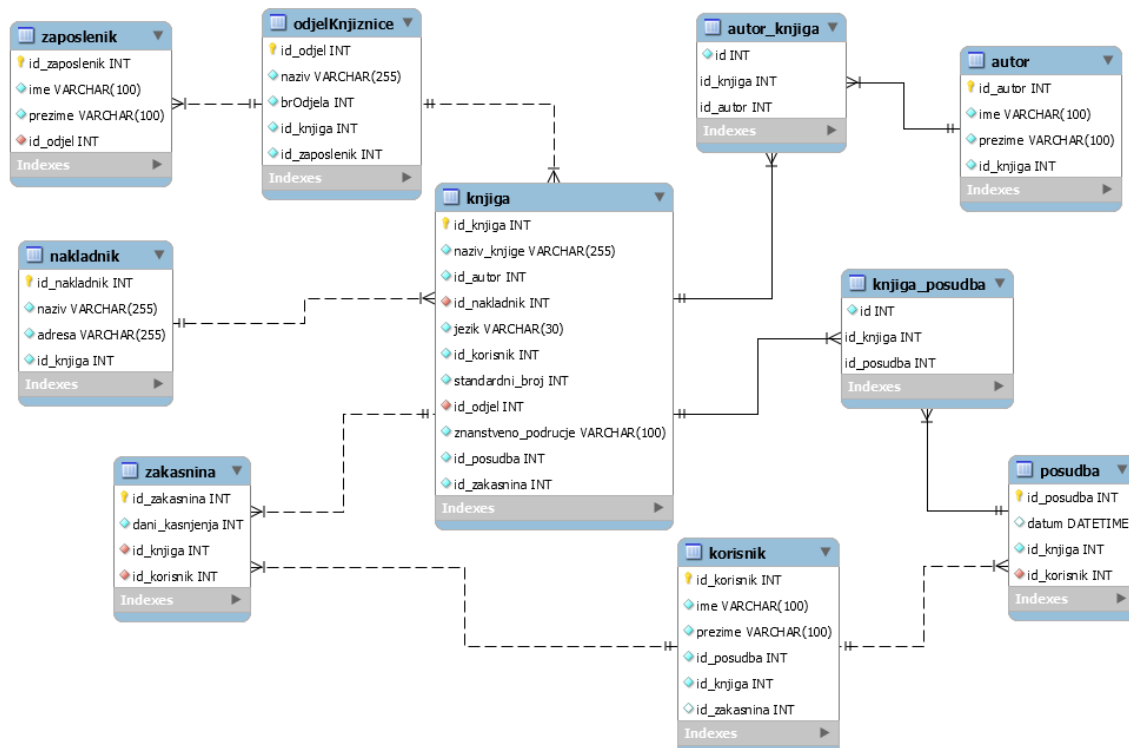 zaposlenik
id_zaposlenik INT
ime VARCHAR(100)
prezime VARCHAR(100)
id_odjel INT
Indexes
odjelKnjiznice
id_odjel INT
naziv VARCHAR(255)
brOdjela INT
id_knjiga INT
id_zaposlenik INT
Indexes
autor_knjiga
id INT
id_knjiga INT
id_autor INT
Indexes
autor
id_autor INT
ime VARCHAR(100)
prezime VARCHAR(100)
id_knjiga INT
Indexes
nakladnik
id_nakladnik INT
naziv VARCHAR(255)
adresa VARCHAR(255)
id_knjiga INT
Indexes
knjiga
id_knjiga INT
naziv_knjige VARCHAR(255)
id_autor INT
id_nakladnik INT
jezik VARCHAR(30)
id_korisnik INT
standardni_broj INT
id_odjel INT
znanstveno_podrucje VARCHAR(100)
id_posudba INT
id_zakasnina INT
Indexes
knjiga_posudba
id INT
id_knjiga INT
id_posudba INT
Indexes
zakasnina
id_zakasnina INT
dani_kasnjenja INT
id_knjiga INT
id_korisnik INT
Indexes
korisnik
id_korisnik INT
ime VARCHAR(100)
prezime VARCHAR(100)
id_posudba INT
id_knjiga INT
id_zakasnina INT
Indexes
posudba
id_posudba INT
datum DATETIME
id_knjiga INT
id_korisnik INT
Indexes